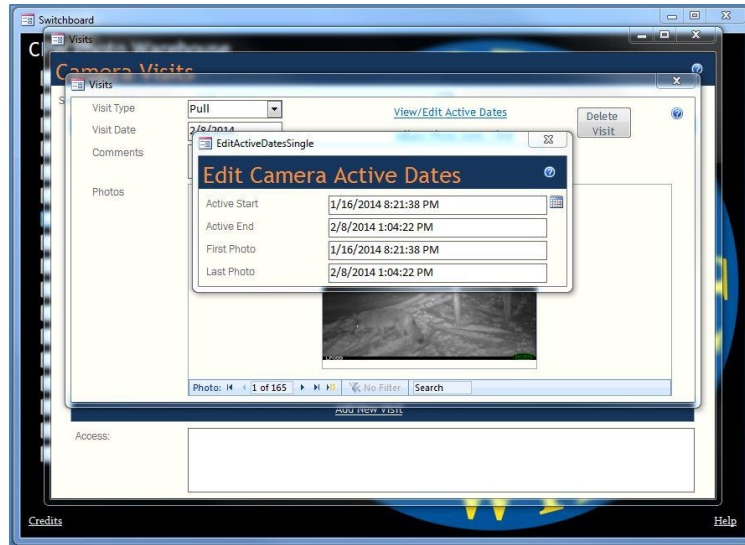 Switchboard
Visits
Camera Visits
Visits
Visit Type
Pull
View/Edit Active Dates
Delete Visit
Visit Date
2/8/2014
Comments
EditActiveDatesSingle
Edit Camera Active Dates
Active Start
1/16/2014 8:21:38 PM
Active End
2/8/2014 1:04:22 PM
First Photo
1/16/2014 8:21:38 PM
Last Photo
2/8/2014 1:04:22 PM
Photos
Photo:
1 of 165
No Filter
Search
Add New Visit
Access:
Credits
Help